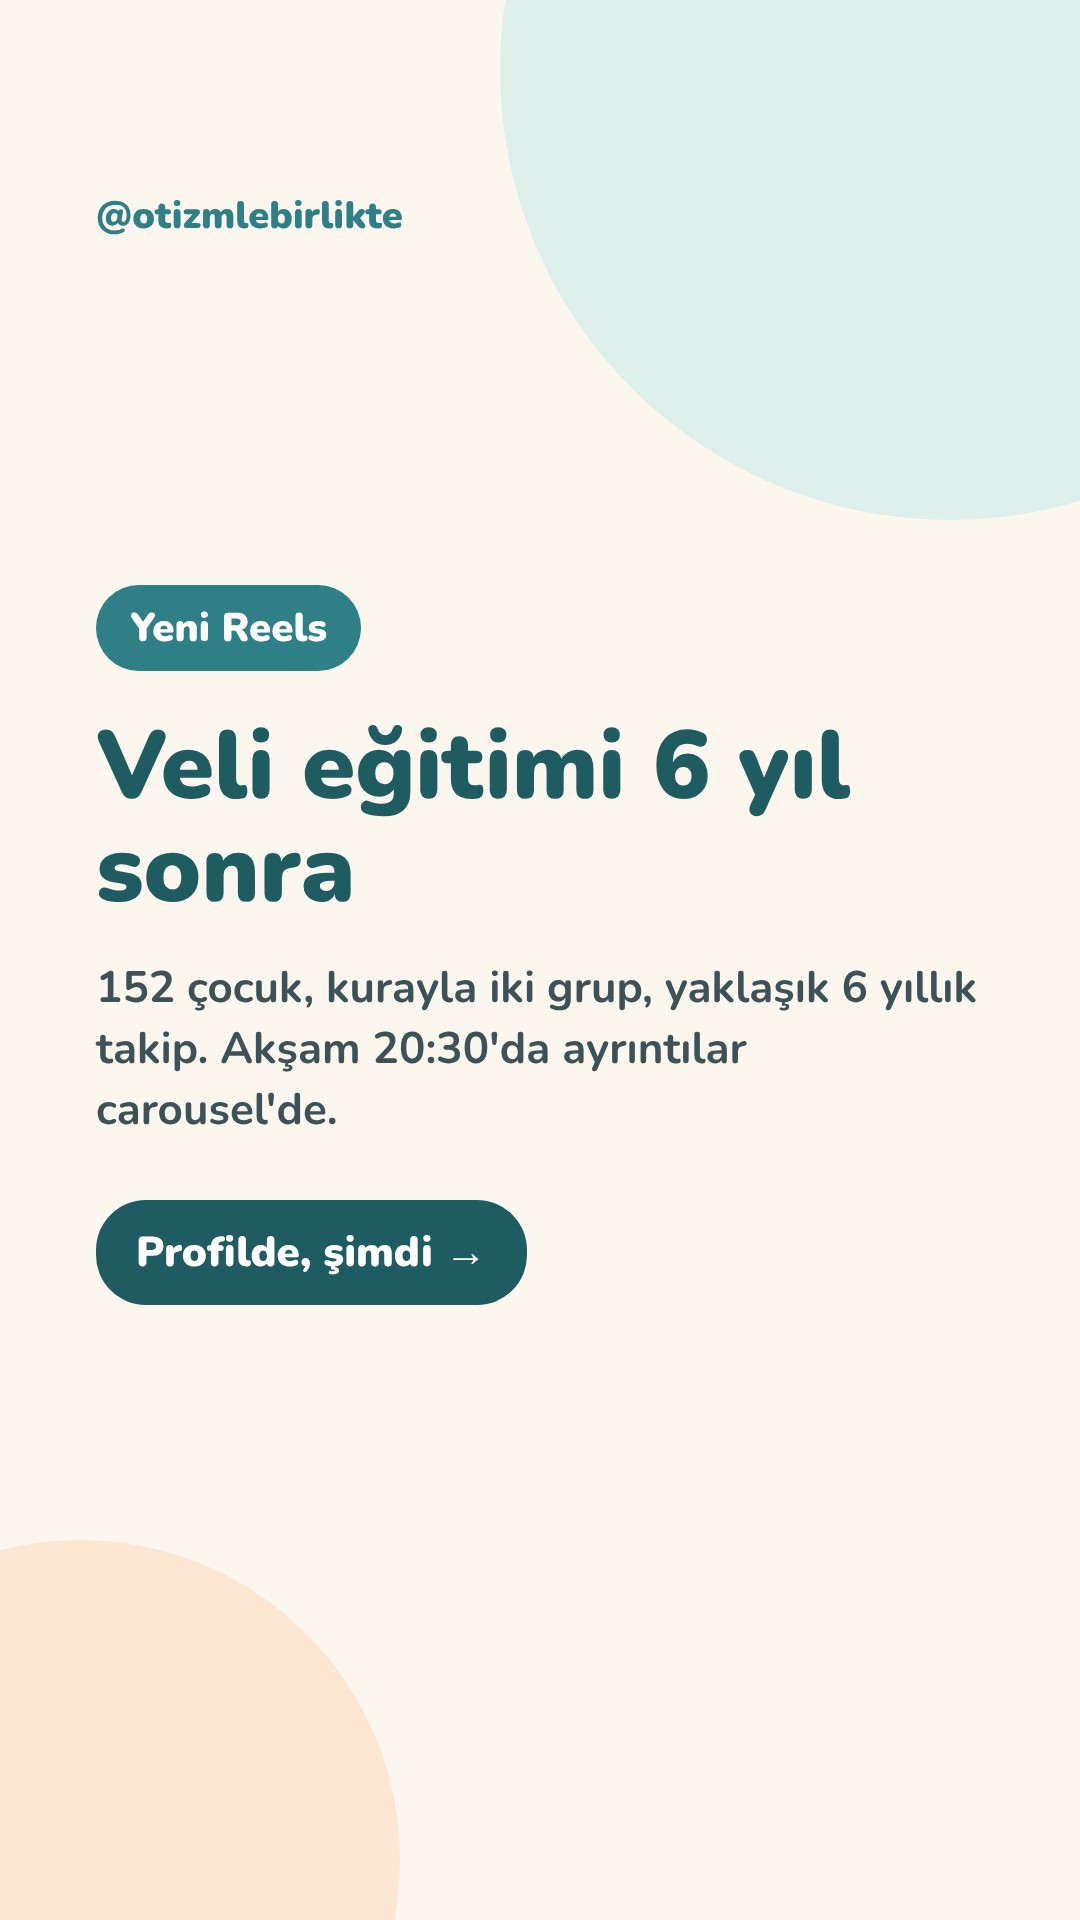 @otizmlebirlikte
Yeni Reels
Veli eğitimi 6 yıl
sonra
152 çocuk, kurayla iki grup, yaklaşık 6 yıllık
takip. Akşam 20:30'da ayrıntılar
carousel'de.
Profilde, şimdi →